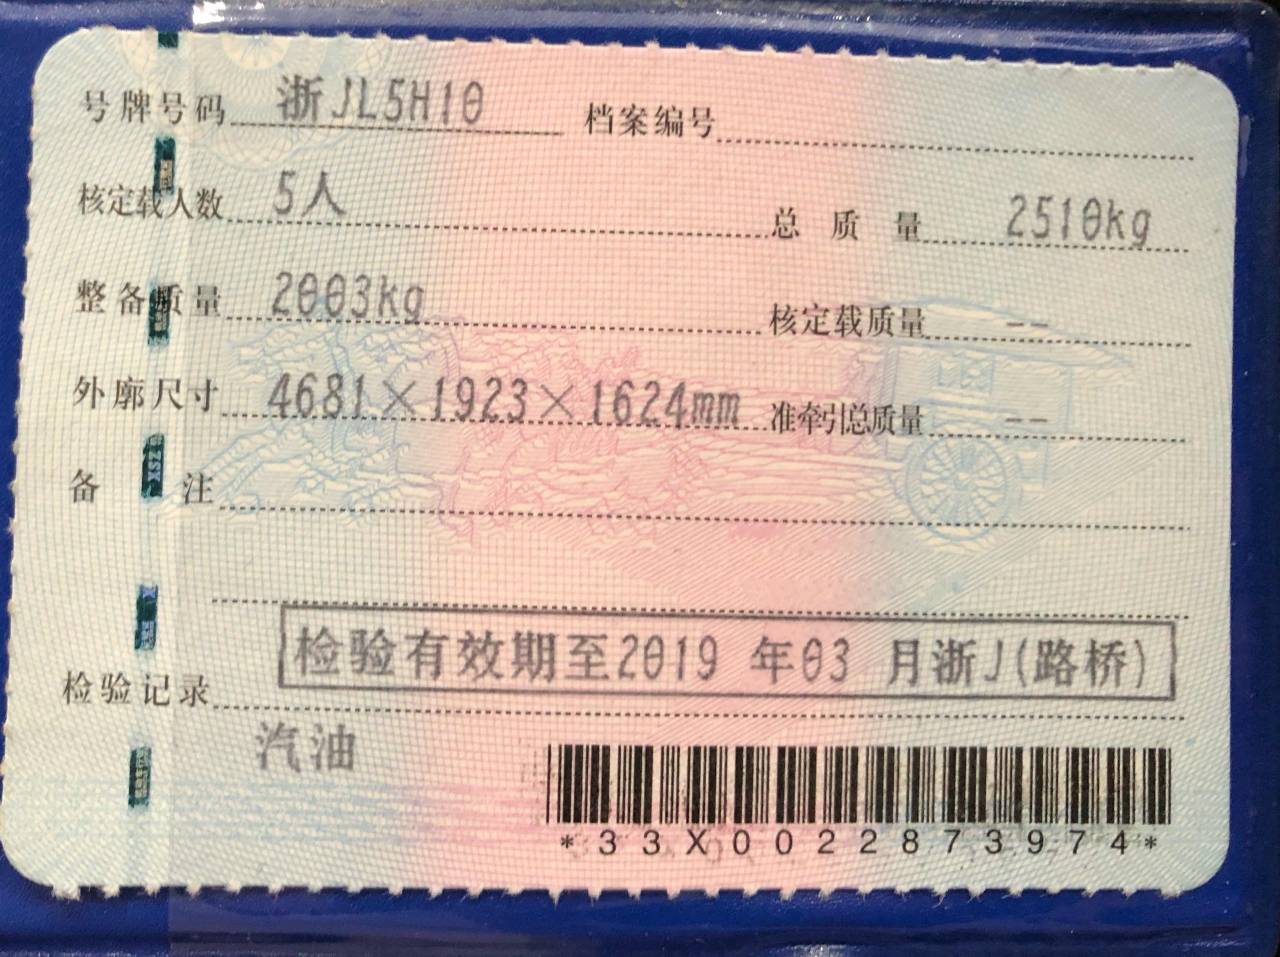 号牌号码 浙JL5H10 档案编号
核定载人数 5人 总质量 2510kg
整备质量 2003kg 核定载质量 --
外廓尺寸 4681×1923×1624mm 准牵引总质量 --
备注
检验记录 检验有效期至2019 年03 月浙J(路桥)
汽油
*33X0022873974*